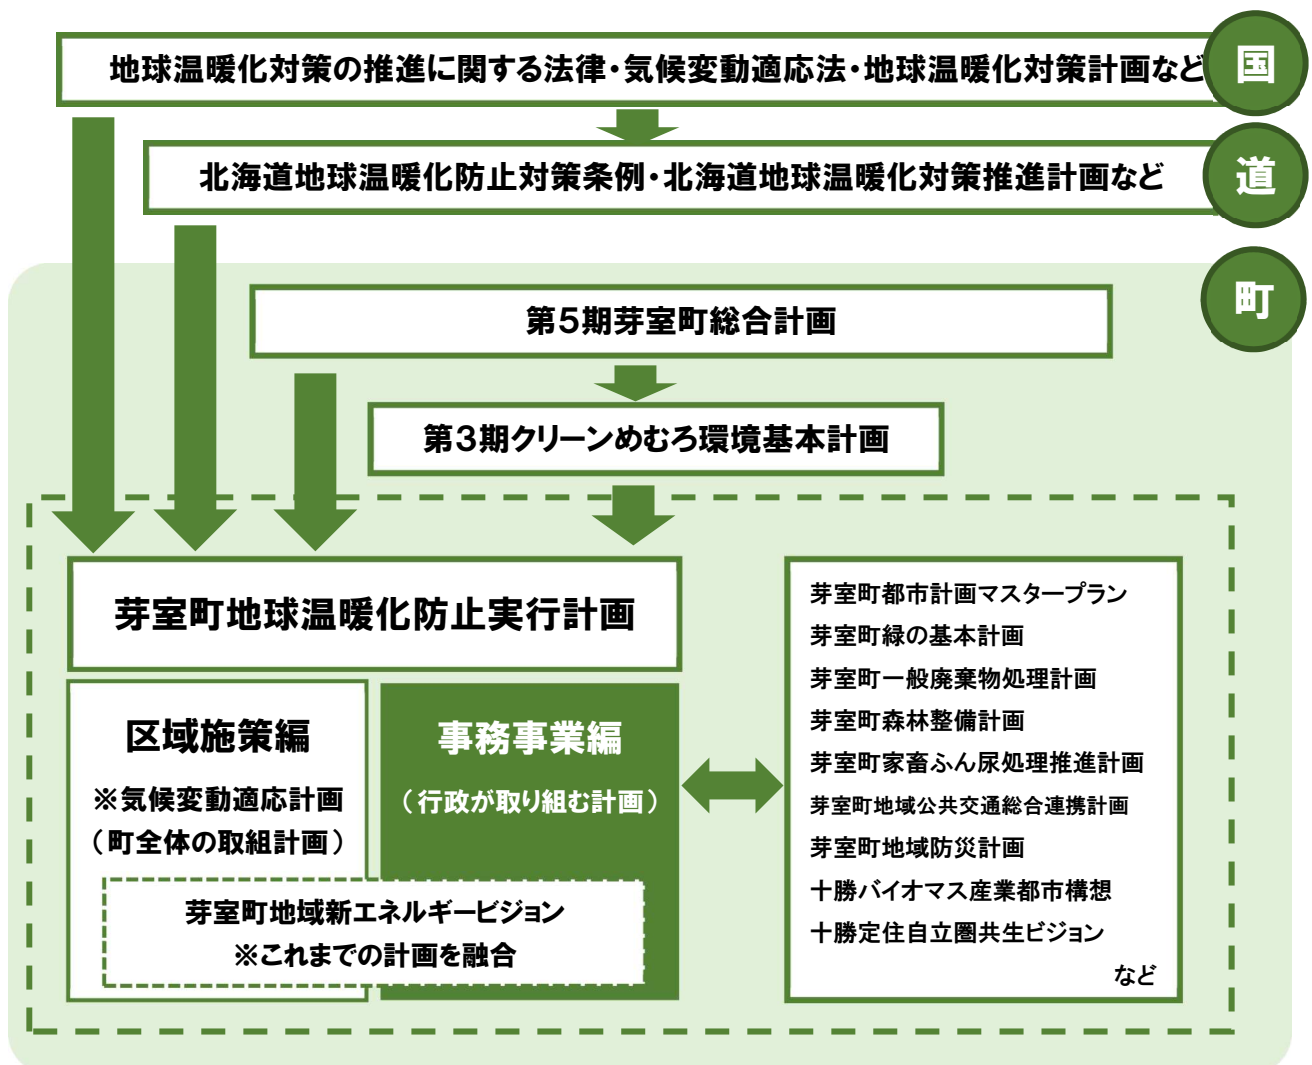 地球温暖化対策の推進に関する法律・気候変動適応法・地球温暖化対策計画など
国
北海道地球温暖化防止対策条例・北海道地球温暖化対策推進計画など
道
町
第5期芽室町総合計画
第3期クリーンめむろ環境基本計画
芽室町地球温暖化防止実行計画
区域施策編
※気候変動適応計画
(町全体の取組計画)
事務事業編
(行政が取り組む計画)
芽室町地域新エネルギービジョン
※これまでの計画を融合
芽室町都市計画マスタープラン
芽室町緑の基本計画
芽室町一般廃棄物処理計画
芽室町森林整備計画
芽室町家畜ふん尿処理推進計画
芽室町地域公共交通総合連携計画
芽室町地域防災計画
十勝バイオマス産業都市構想
十勝定住自立圏共生ビジョン
など